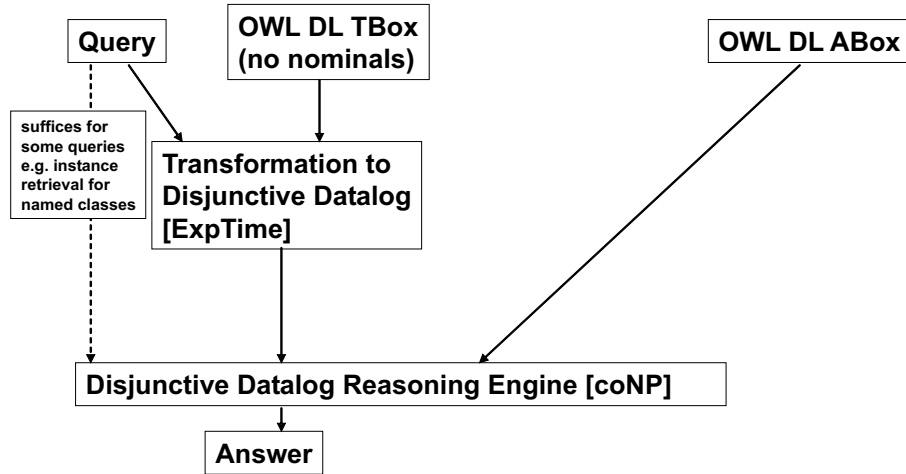 Query
OWL DL TBox
(no nominals)
OWL DL ABox
suffices for
some queries
e.g. instance
retrieval for
named classes
Transformation to
Disjunctive Datalog
[ExpTime]
Disjunctive Datalog Reasoning Engine [coNP]
Answer